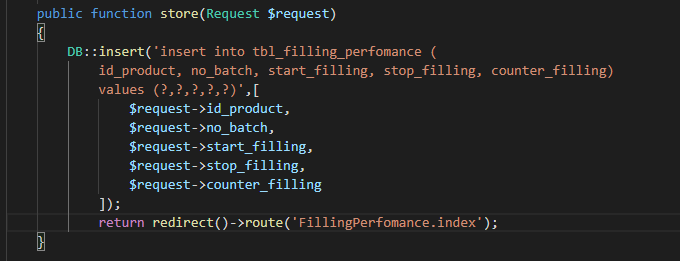 public function store(Request $request)
{
DB::insert('insert into tbl_filling_perfomance (
id_product, no_batch, start_filling, stop_filling, counter_filling)
values (?,?,?,?,?)',[
$request->id_product,
$request->no_batch,
$request->start_filling,
$request->stop_filling,
$request->counter_filling
]);
return redirect()->route('FillingPerfomance.index');
}